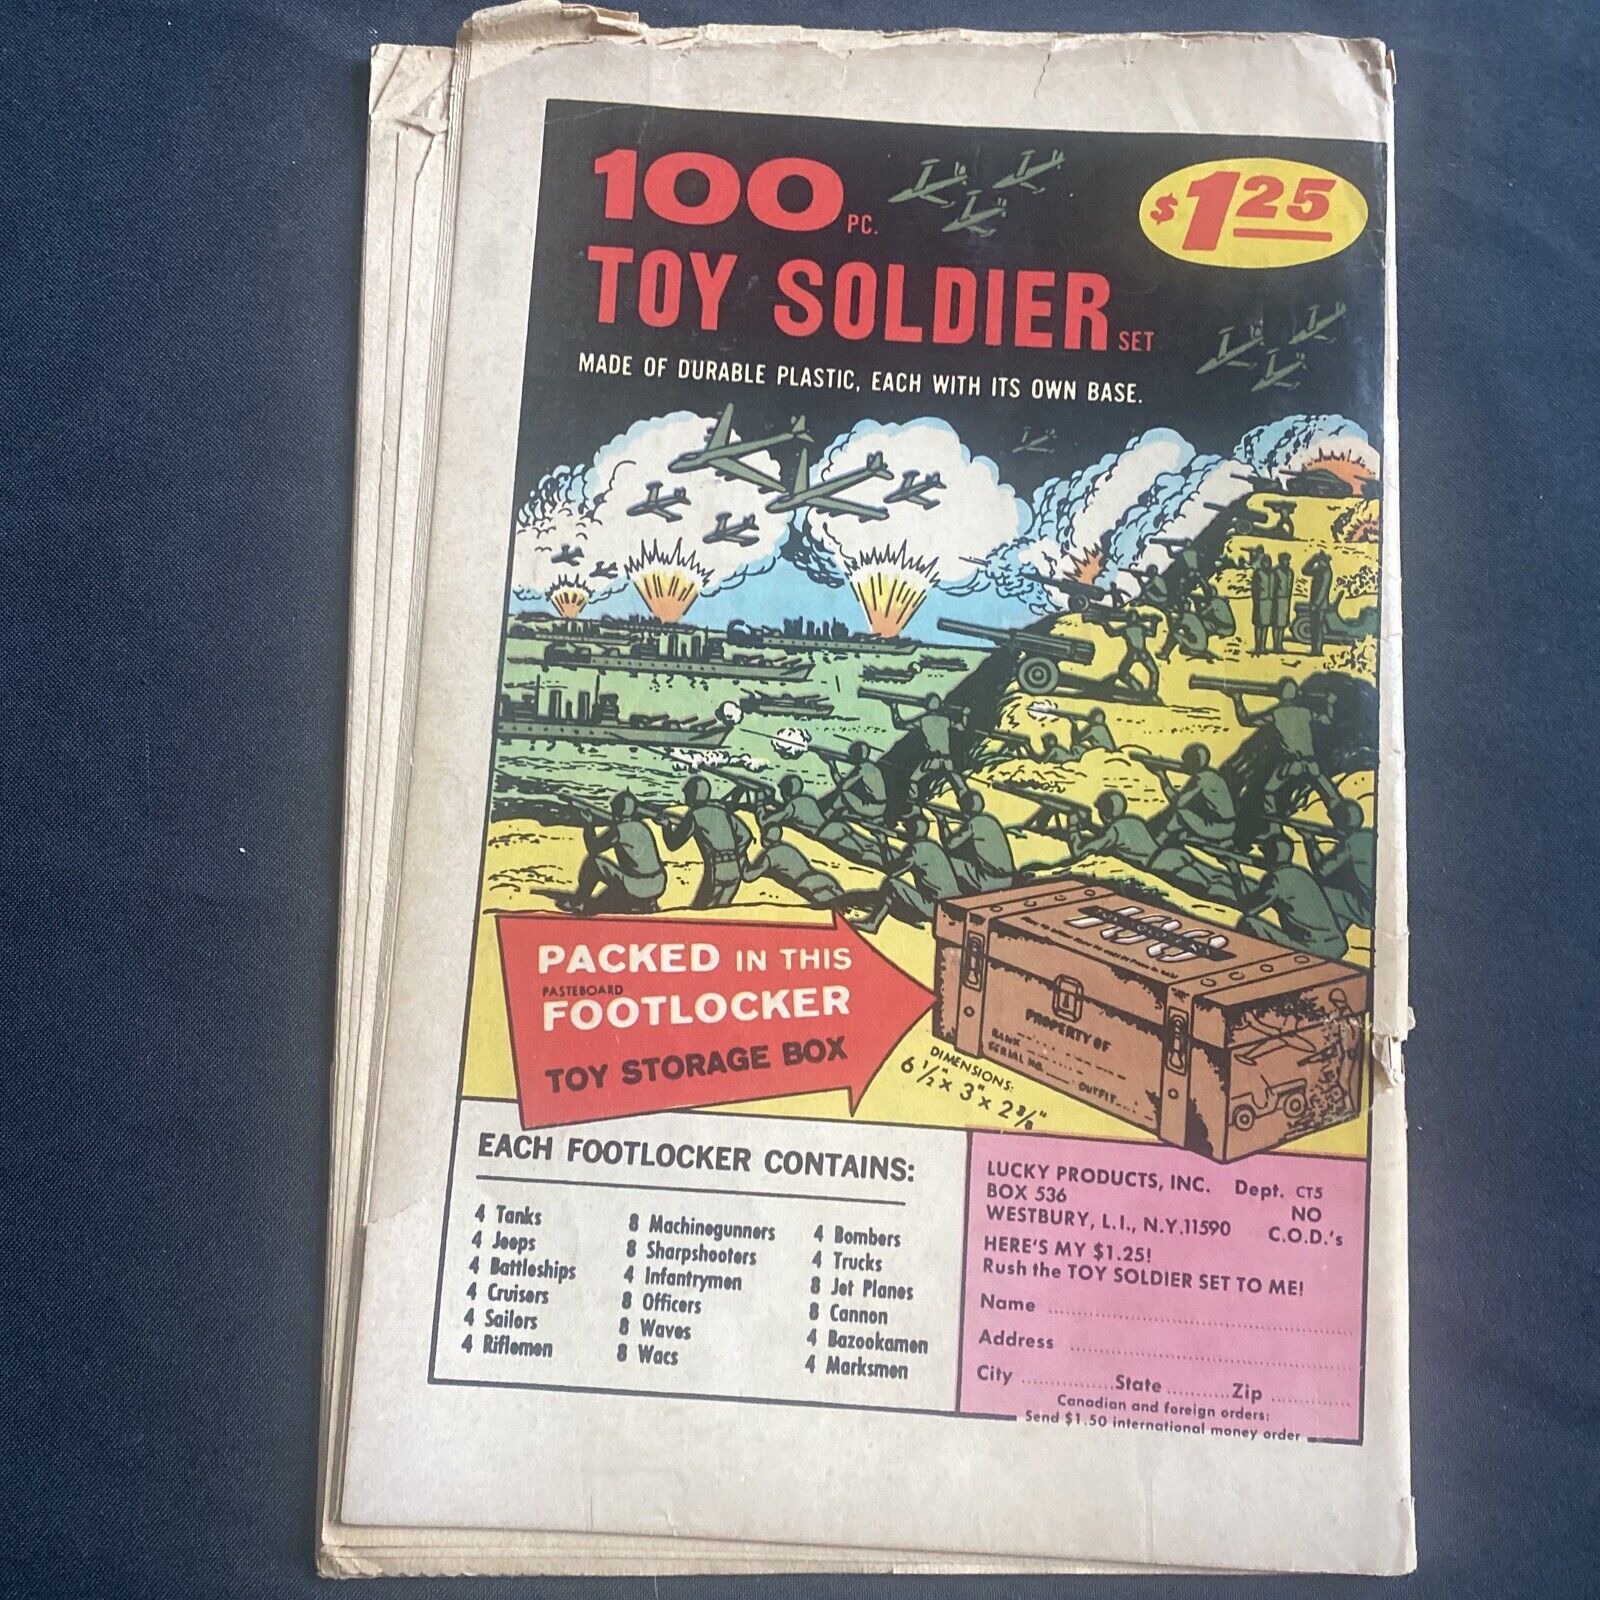 100 PC.
$1.25
TOY SOLDIER SET
MADE OF DURABLE PLASTIC, EACH WITH ITS OWN BASE.
PACKED IN THIS
PASTEBOARD
FOOTLOCKER
TOY STORAGE BOX
100
PROPERTY OF
RANK
SERIAL NO.
OUTFIT
DIMENSIONS:
6 1/2" x 3" x 2 3/8"
EACH FOOTLOCKER CONTAINS:
4 Tanks
4 Jeeps
4 Battleships
4 Cruisers
4 Sailors
4 Riflemen
8 Machinegunners
8 Sharpshooters
4 Infantrymen
8 Officers
8 Waves
8 Wacs
4 Bombers
4 Trucks
8 Jet Planes
8 Cannon
4 Bazookamen
4 Marksmen
LUCKY PRODUCTS, INC. Dept. CT5
BOX 536 NO
WESTBURY, L.I., N.Y. 11590 C.O.D.'s
HERE'S MY $1.25!
Rush the TOY SOLDIER SET TO ME!
Name
Address
City State Zip
Canadian and foreign orders:
Send $1.50 international money order